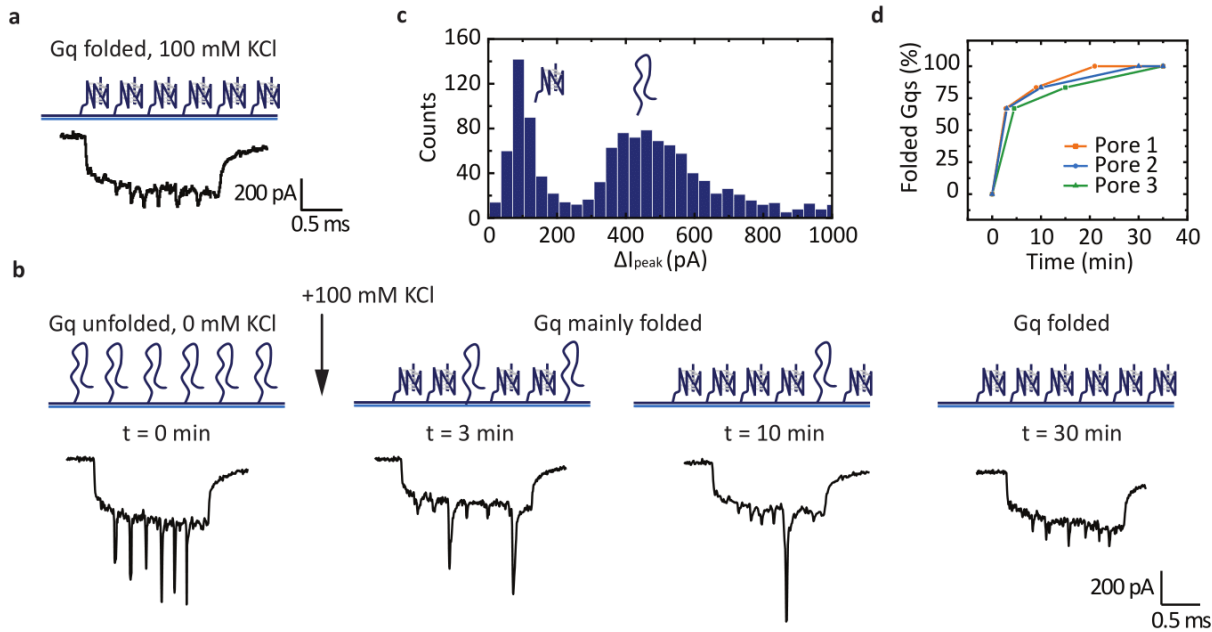 a
Gq folded, 100 mM KCl
200 pA
0.5 ms
c
160
120
80
40
0
Counts
0 200 400 600 800 1000
ΔIpeak (pA)
d
100
75
50
25
0
Folded Gqs (%)
Pore 1
Pore 2
Pore 3
0 10 20 30 40
Time (min)
b
+100 mM KCl
Gq unfolded, 0 mM KCl
Gq mainly folded
Gq folded
t = 0 min
t = 3 min
t = 10 min
t = 30 min
200 pA
0.5 ms